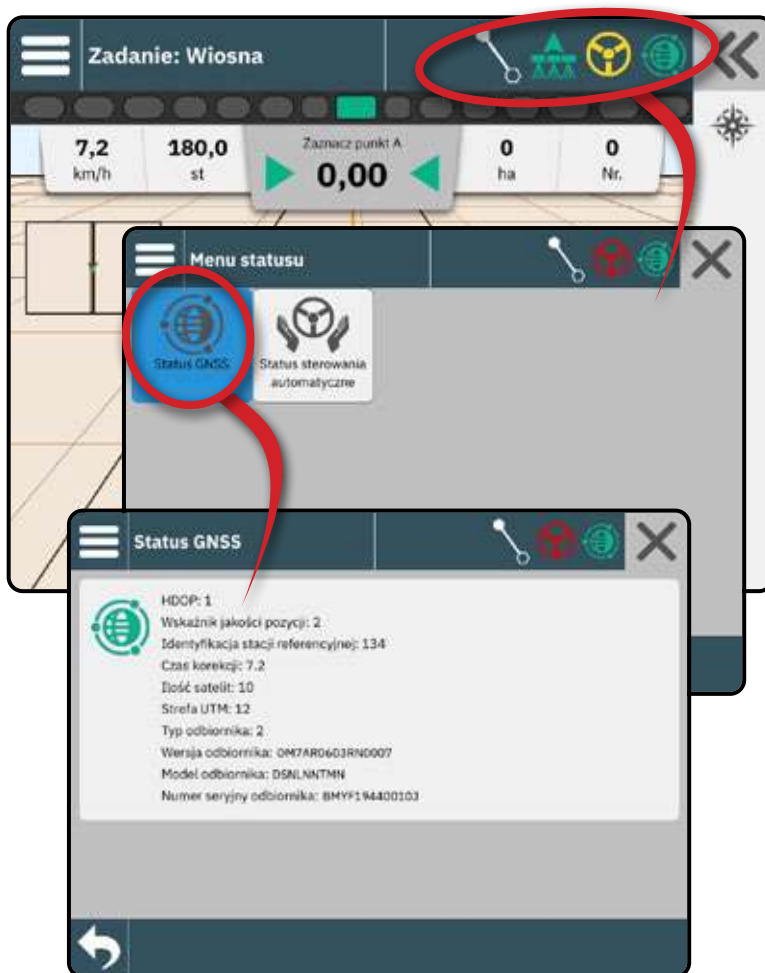 Zadanie: Wiosna
7,2
km/h
180,0
st
Zaznacz punkt A
0,00
0
ha
0
Nr.
Menu statusu
Status GNSS
Status sterowania
automatyczne
Status GNSS
HDOP: 1
Wskaźnik jakości pozycji: 2
Identyfikacja stacji referencyjnej: 134
Czas korekcji: 7.2
Ilość satelit: 10
Strefa UTM: 12
Typ odbiornika: 2
Wersja odbiornika: OM7AR0603RN0007
Model odbiornika: DSNLNNTMN
Numer seryjny odbiornika: BMYF194400103